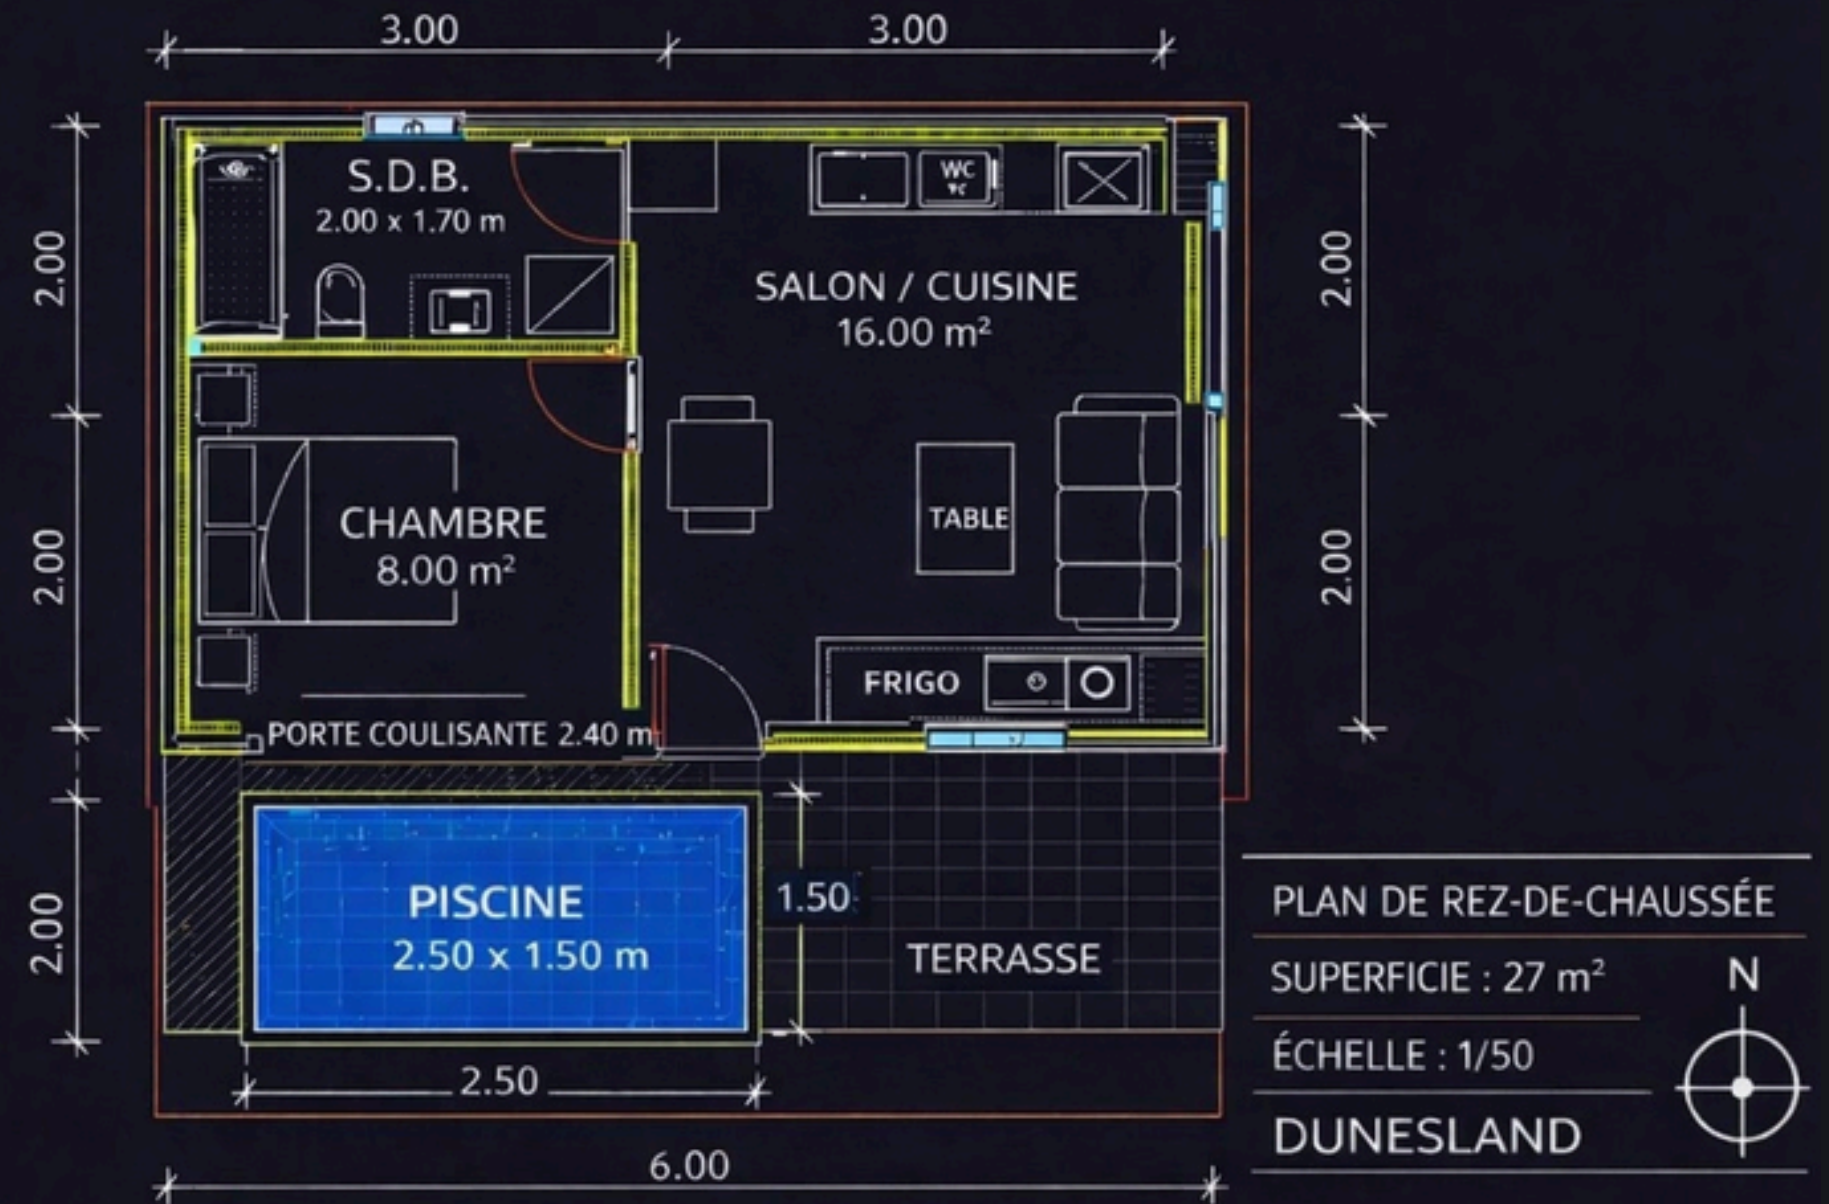 3.00
3.00
S.D.B.
2.00 x 1.70 m
WC
2.00
2.00
SALON / CUISINE
16.00 m²
CHAMBRE
8.00 m²
TABLE
2.00
2.00
FRIGO
PORTE COULISANTE 2.40 m
PISCINE
2.50 x 1.50 m
1.50
2.00
TERRASSE
2.50
6.00
PLAN DE REZ-DE-CHAUSSÉE
SUPERFICIE : 27 m²
N
ÉCHELLE : 1/50
DUNESLAND